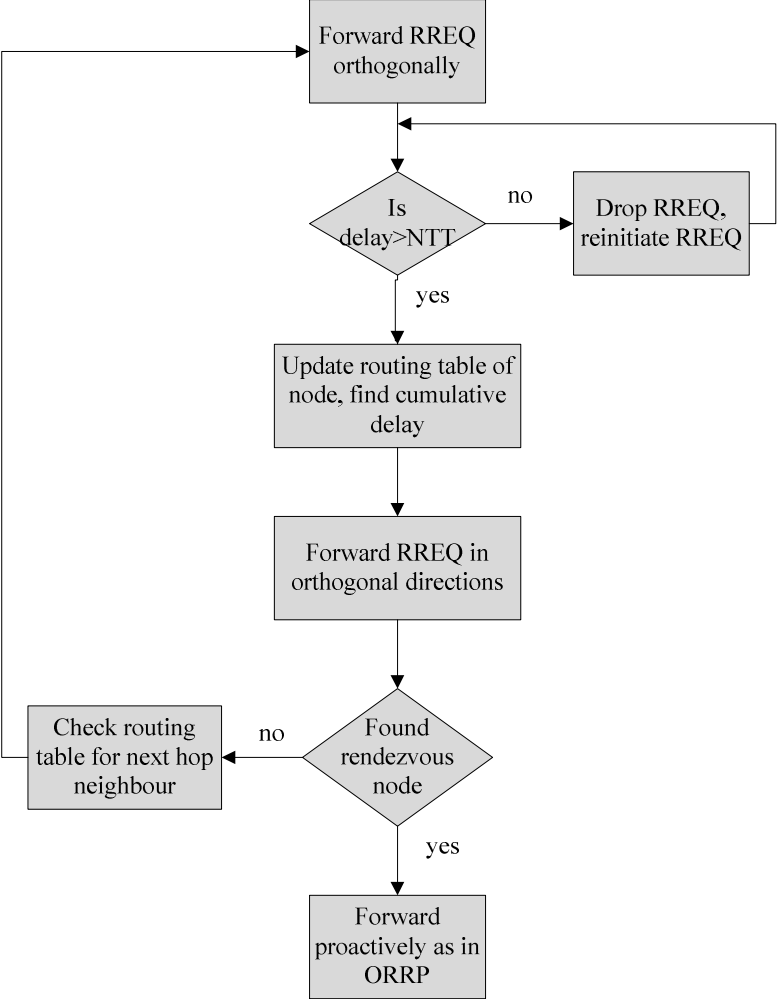 Forward RREQ
orthogonally
Is
delay>NTT
no
Drop RREQ,
reinitiate RREQ
yes
Update routing table of
node, find cumulative
delay
Forward RREQ in
orthogonal directions
Found
rendezvous
node
no
Check routing
table for next hop
neighbour
yes
Forward
proactively as in
ORRP